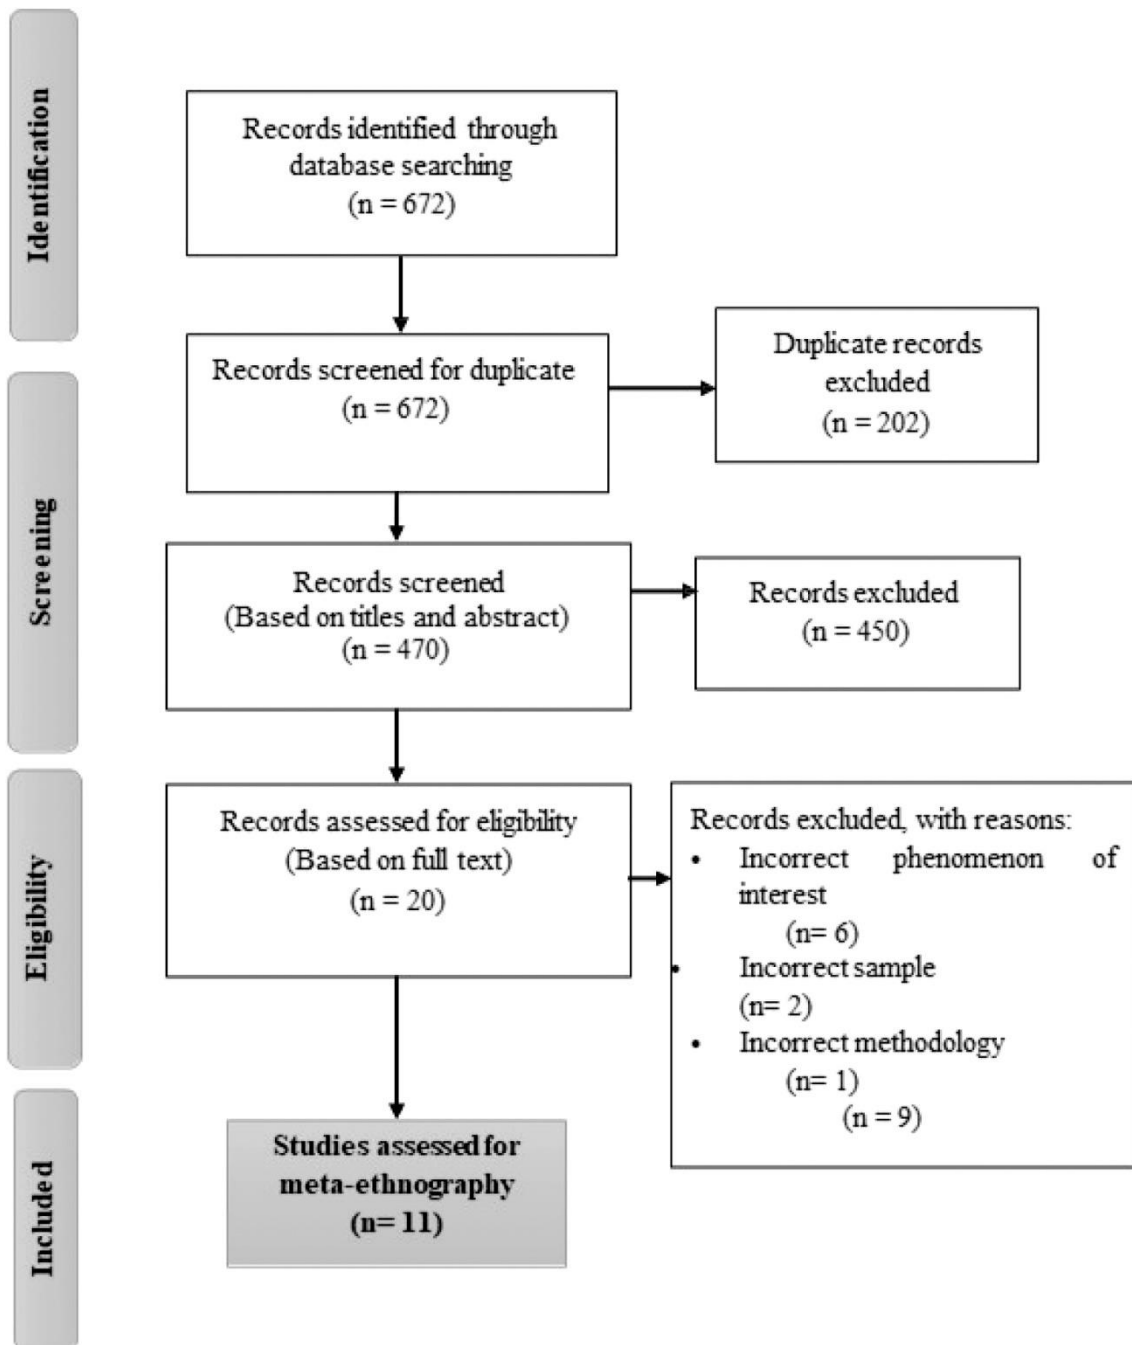 Identification
Records identified through
database searching
(n = 672)
Records screened for duplicate
(n = 672)
Duplicate records
excluded
(n = 202)
Screening
Records screened
(Based on titles and abstract)
(n = 470)
Records excluded
(n = 450)
Eligibility
Records assessed for eligibility
(Based on full text)
(n = 20)
Records excluded, with reasons:
• Incorrect phenomenon of
interest
(n= 6)
• Incorrect sample
(n= 2)
• Incorrect methodology
(n= 1)
(n = 9)
Included
Studies assessed for
meta-ethnography
(n= 11)